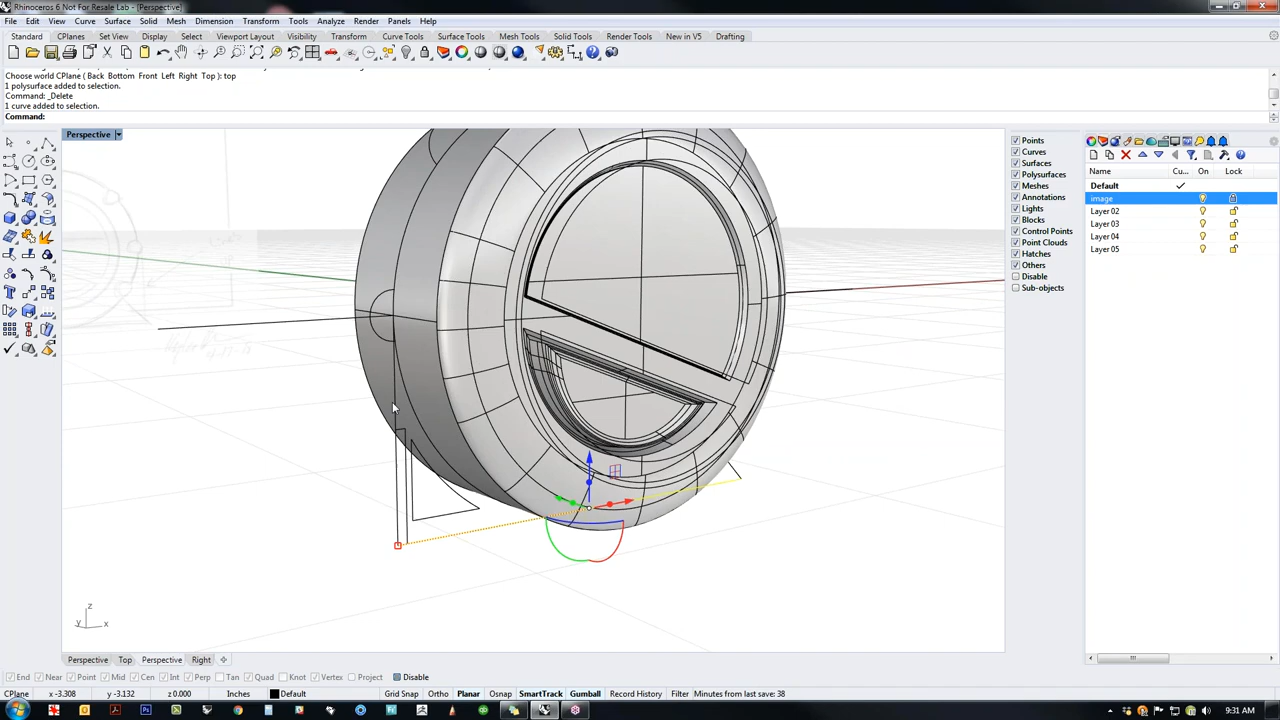 Rhinoceros 6 Not For Resale Lab - [Perspective]
File Edit View Curve Surface Solid Mesh Dimension Transform Tools Analyze Render Panels Help
Standard CPlanes Set View Display Select Viewport Layout Visibility Transform Curve Tools Surface Tools Solid Tools Mesh Tools Render Tools New in V5 Drafting
Choose world CPlane ( Back Bottom Front Left Right Top ): top
1 polysurface added to selection.
Command: _Delete
1 curve added to selection.
Command:
Perspective
Points
Curves
Surfaces
Polysurfaces
Meshes
Annotations
Lights
Blocks
Control Points
Point Clouds
Hatches
Others
Disable
Sub-objects
Name Cu... On Lock
Default
image
Layer 02
Layer 03
Layer 04
Layer 05
z
y x
Perspective Top Perspective Right
End Near Point Mid Cen Int Perp Tan Quad Knot Vertex Project Disable
CPlane x -3.308 y -3.132 z 0.000 Inches Default Grid Snap Ortho Planar Osnap SmartTrack Gumball Record History Filter Minutes from last save: 38
9:31 AM